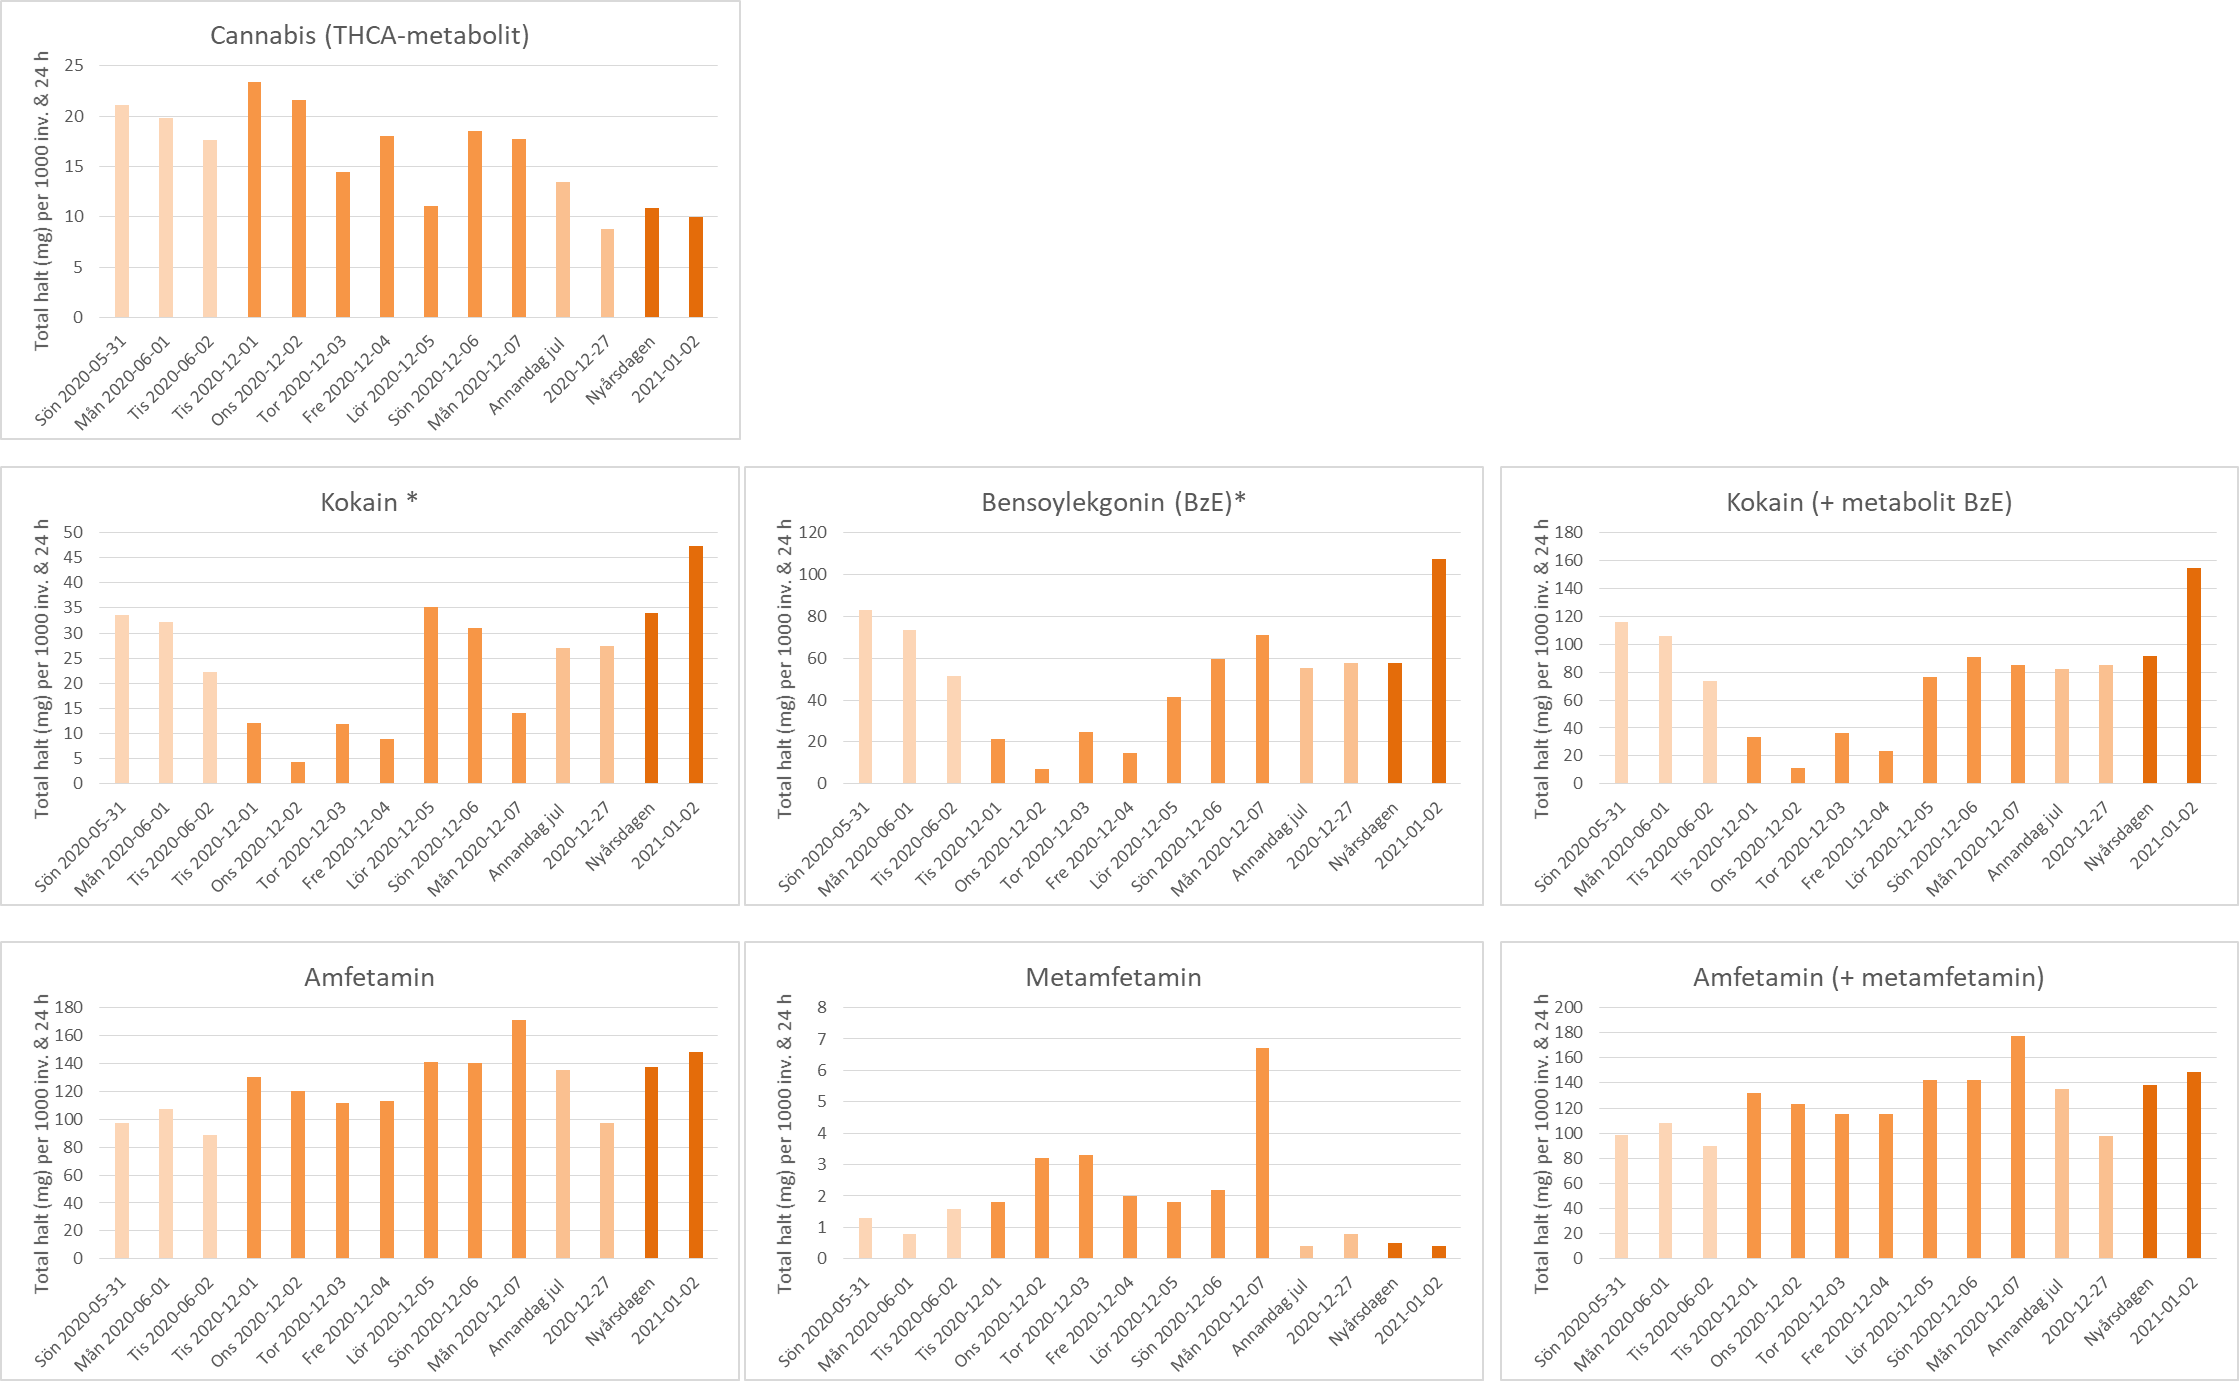 Cannabis (THCA-metabolit)
Total halt (mg) per 1000 inv. & 24 h
25
20
15
10
5
0
Sön 2020-05-31
Mån 2020-06-01
Tis 2020-06-02
Tis 2020-12-01
Ons 2020-12-02
Tor 2020-12-03
Fre 2020-12-04
Lör 2020-12-05
Sön 2020-12-06
Mån 2020-12-07
Annandag jul
2020-12-27
Nyårsdagen
2021-01-02
Kokain *
Total halt (mg) per 1000 inv. & 24 h
50
45
40
35
30
25
20
15
10
5
0
Sön 2020-05-31
Mån 2020-06-01
Tis 2020-06-02
Tis 2020-12-01
Ons 2020-12-02
Tor 2020-12-03
Fre 2020-12-04
Lör 2020-12-05
Sön 2020-12-06
Mån 2020-12-07
Annandag jul
2020-12-27
Nyårsdagen
2021-01-02
Bensoylekgonin (BzE)*
Total halt (mg) per 1000 inv. & 24 h
120
100
80
60
40
20
0
Sön 2020-05-31
Mån 2020-06-01
Tis 2020-06-02
Tis 2020-12-01
Ons 2020-12-02
Tor 2020-12-03
Fre 2020-12-04
Lör 2020-12-05
Sön 2020-12-06
Mån 2020-12-07
Annandag jul
2020-12-27
Nyårsdagen
2021-01-02
Kokain (+ metabolit BzE)
Total halt (mg) per 1000 inv. & 24 h
180
160
140
120
100
80
60
40
20
0
Sön 2020-05-31
Mån 2020-06-01
Tis 2020-06-02
Tis 2020-12-01
Ons 2020-12-02
Tor 2020-12-03
Fre 2020-12-04
Lör 2020-12-05
Sön 2020-12-06
Mån 2020-12-07
Annandag jul
2020-12-27
Nyårsdagen
2021-01-02
Amfetamin
Total halt (mg) per 1000 inv. & 24 h
180
160
140
120
100
80
60
40
20
0
Sön 2020-05-31
Mån 2020-06-01
Tis 2020-06-02
Tis 2020-12-01
Ons 2020-12-02
Tor 2020-12-03
Fre 2020-12-04
Lör 2020-12-05
Sön 2020-12-06
Mån 2020-12-07
Annandag jul
2020-12-27
Nyårsdagen
2021-01-02
Metamfetamin
Total halt (mg) per 1000 inv. & 24 h
8
7
6
5
4
3
2
1
0
Sön 2020-05-31
Mån 2020-06-01
Tis 2020-06-02
Tis 2020-12-01
Ons 2020-12-02
Tor 2020-12-03
Fre 2020-12-04
Lör 2020-12-05
Sön 2020-12-06
Mån 2020-12-07
Annandag jul
2020-12-27
Nyårsdagen
2021-01-02
Amfetamin (+ metamfetamin)
Total halt (mg) per 1000 inv. & 24 h
200
180
160
140
120
100
80
60
40
20
0
Sön 2020-05-31
Mån 2020-06-01
Tis 2020-06-02
Tis 2020-12-01
Ons 2020-12-02
Tor 2020-12-03
Fre 2020-12-04
Lör 2020-12-05
Sön 2020-12-06
Mån 2020-12-07
Annandag jul
2020-12-27
Nyårsdagen
2021-01-02